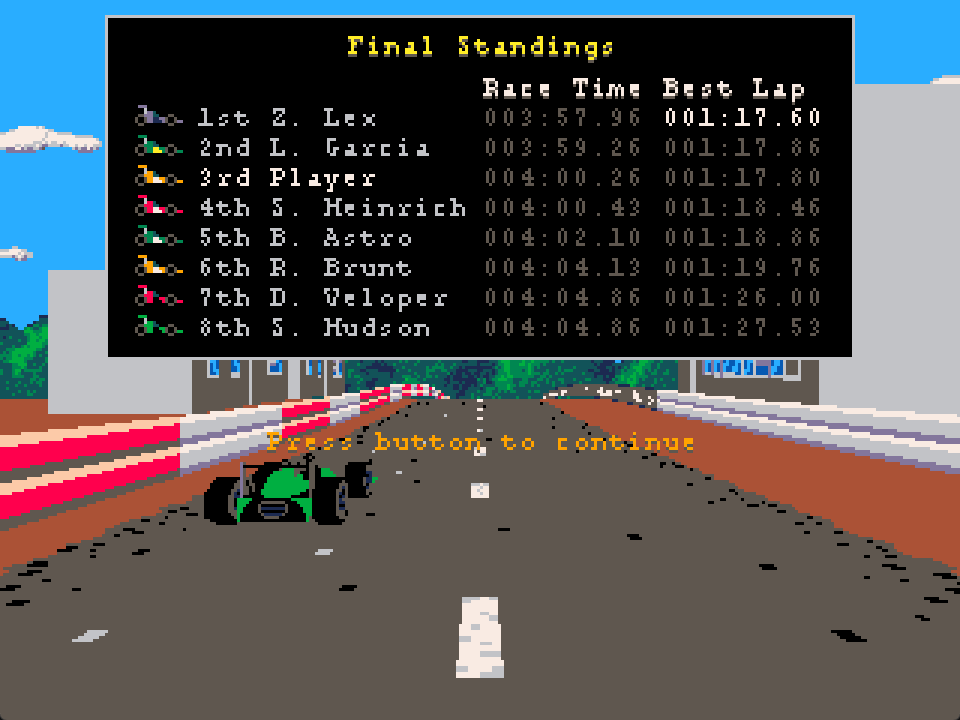 Final Standings
Race Time Best Lap
1st Z. Lex 003:57.96 001:17.60
2nd L. Garcia 003:59.26 001:17.86
3rd Player 004:00.26 001:17.80
4th S. Heinrich 004:00.43 001:18.46
5th B. Astro 004:02.10 001:18.86
6th R. Brunt 004:04.13 001:19.76
7th D. Veloper 004:04.86 001:26.00
8th S. Hudson 004:04.86 001:27.53
Press button to continue